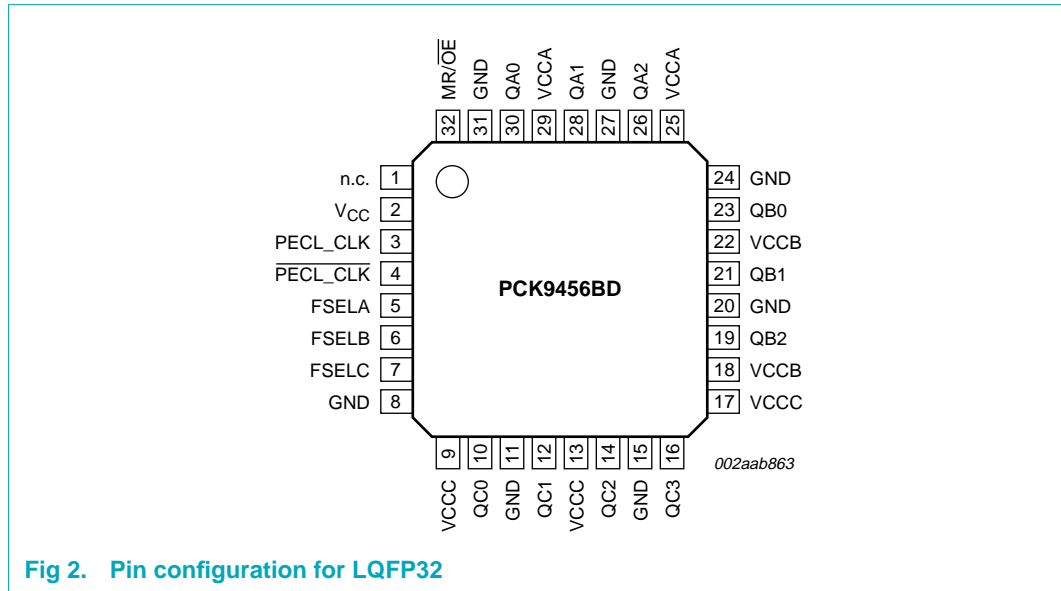 MR/OE
GND
QA0
VCCA
QA1
GND
QA2
VCCA
32
31
30
29
28
27
26
25
n.c. 1
VCC 2
PECL_CLK 3
PECL_CLK 4
FSELA 5
FSELB 6
FSELC 7
GND 8
PCK9456BD
24 GND
23 QB0
22 VCCB
21 QB1
20 GND
19 QB2
18 VCCB
17 VCCC
9
10
11
12
13
14
15
16
VCCC
QC0
GND
QC1
VCCC
QC2
GND
QC3
002aab863
Fig 2. Pin configuration for LQFP32